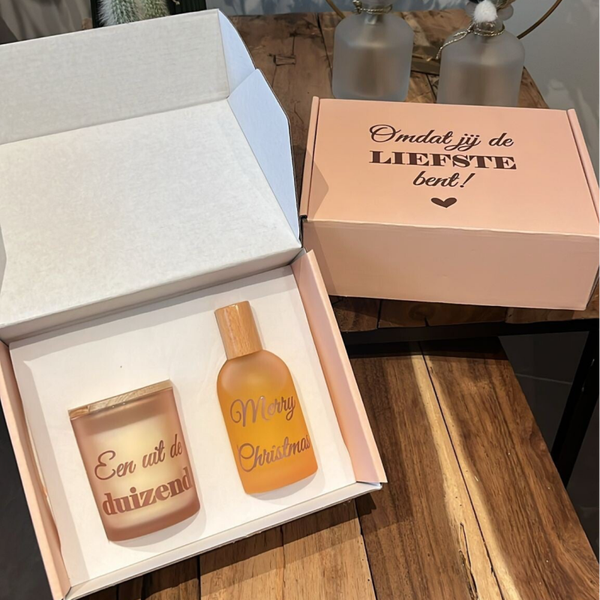 Omdat jij de
LIEFSTE
bent!
Een uit de
duizend
Merry
Christmas